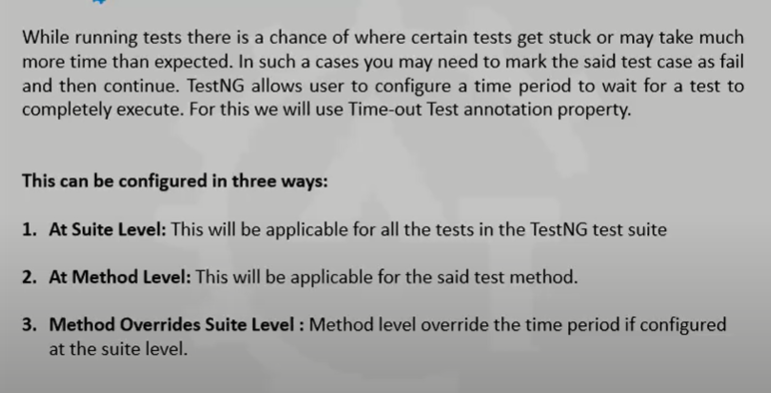 While running tests there is a chance of where certain tests get stuck or may take much
more time than expected. In such a cases you may need to mark the said test case as fail
and then continue. TestNG allows user to configure a time period to wait for a test to
completely execute. For this we will use Time-out Test annotation property.
This can be configured in three ways:
1. At Suite Level: This will be applicable for all the tests in the TestNG test suite
2. At Method Level: This will be applicable for the said test method.
3. Method Overrides Suite Level : Method level override the time period if configured
at the suite level.